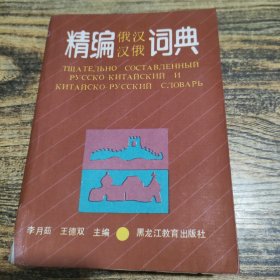 精编俄汉汉俄词典
ТЩАТЕЛЬНО СОСТАВЛЕННЫЙ
РУССКО-КИТАЙСКИЙ И
КИТАЙСКО-РУССКИЙ СЛОВАРЬ
李月茹 王德双 主编 黑龙江教育出版社